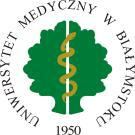 UNIWERSYTET MEDYCZNY W BIAŁYMSTOKU
1950